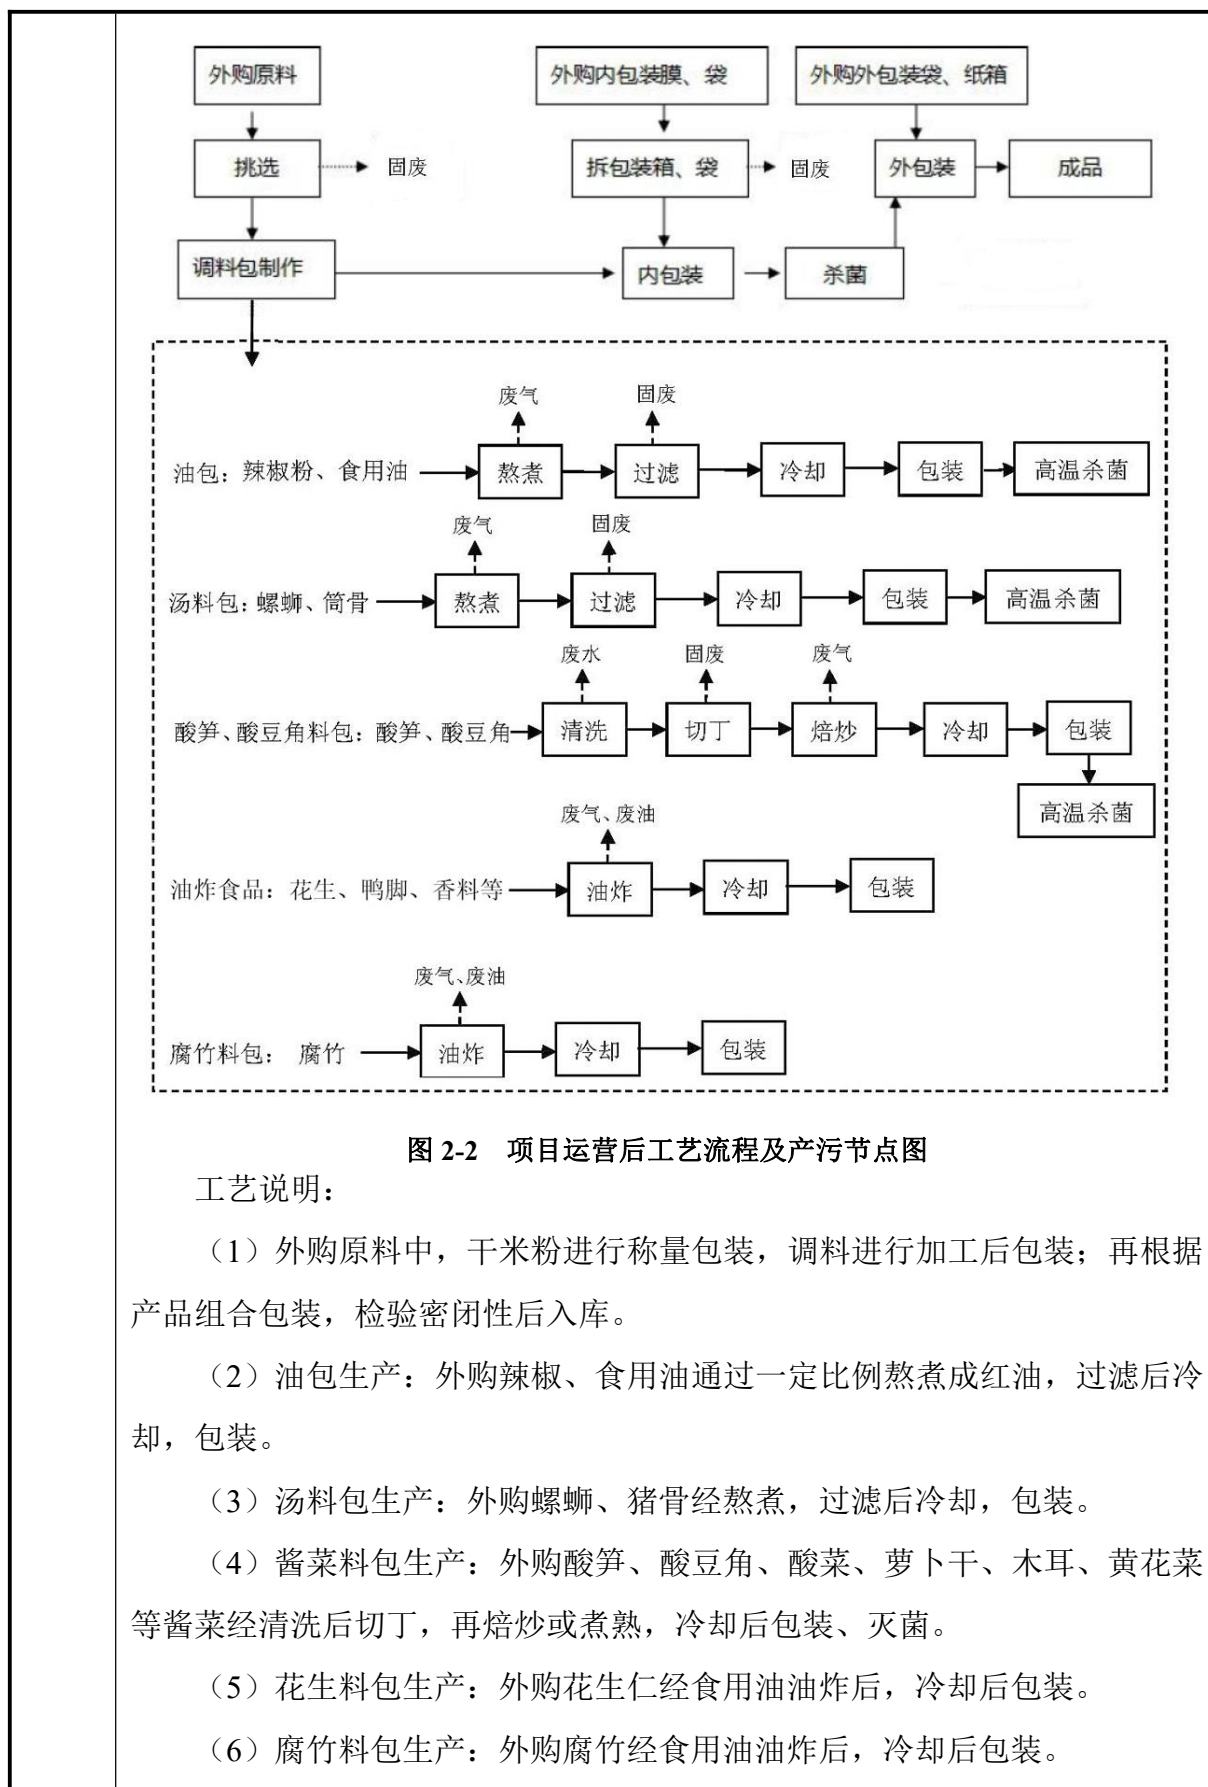 外购原料
外购内包装膜、袋
外购外包装袋、纸箱
挑选
固废
拆包装箱、袋
固废
外包装
成品
调料包制作
内包装
杀菌
废气
固废
油包：辣椒粉、食用油
熬煮
过滤
冷却
包装
高温杀菌
废气
固废
汤料包：螺蛳、筒骨
熬煮
过滤
冷却
包装
高温杀菌
废水
固废
废气
酸笋、酸豆角料包：酸笋、酸豆角
清洗
切丁
焙炒
冷却
包装
高温杀菌
废气、废油
油炸食品：花生、鸭脚、香料等
油炸
冷却
包装
废气、废油
腐竹料包： 腐竹
油炸
冷却
包装
图 2-2 项目运营后工艺流程及产污节点图
工艺说明：
（1）外购原料中，干米粉进行称量包装，调料进行加工后包装；再根据
产品组合包装，检验密闭性后入库。
（2）油包生产：外购辣椒、食用油通过一定比例熬煮成红油，过滤后冷
却，包装。
（3）汤料包生产：外购螺蛳、猪骨经熬煮，过滤后冷却，包装。
（4）酱菜料包生产：外购酸笋、酸豆角、酸菜、萝卜干、木耳、黄花菜
等酱菜经清洗后切丁，再焙炒或煮熟，冷却后包装、灭菌。
（5）花生料包生产：外购花生仁经食用油油炸后，冷却后包装。
（6）腐竹料包生产：外购腐竹经食用油油炸后，冷却后包装。